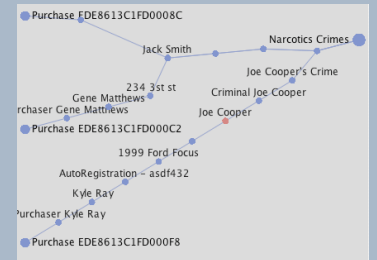 Purchase EDE8613C1FD0008C
Narcotics Crimes
Jack Smith
Joe Cooper's Crime
234 3st st
Criminal Joe Cooper
Gene Matthews
rchaser Gene Matthews
Joe Cooper
Purchase EDE8613C1FD000C2
1999 Ford Focus
AutoRegistration - asdf432
Kyle Ray
Purchaser Kyle Ray
Purchase EDE8613C1FD000F8